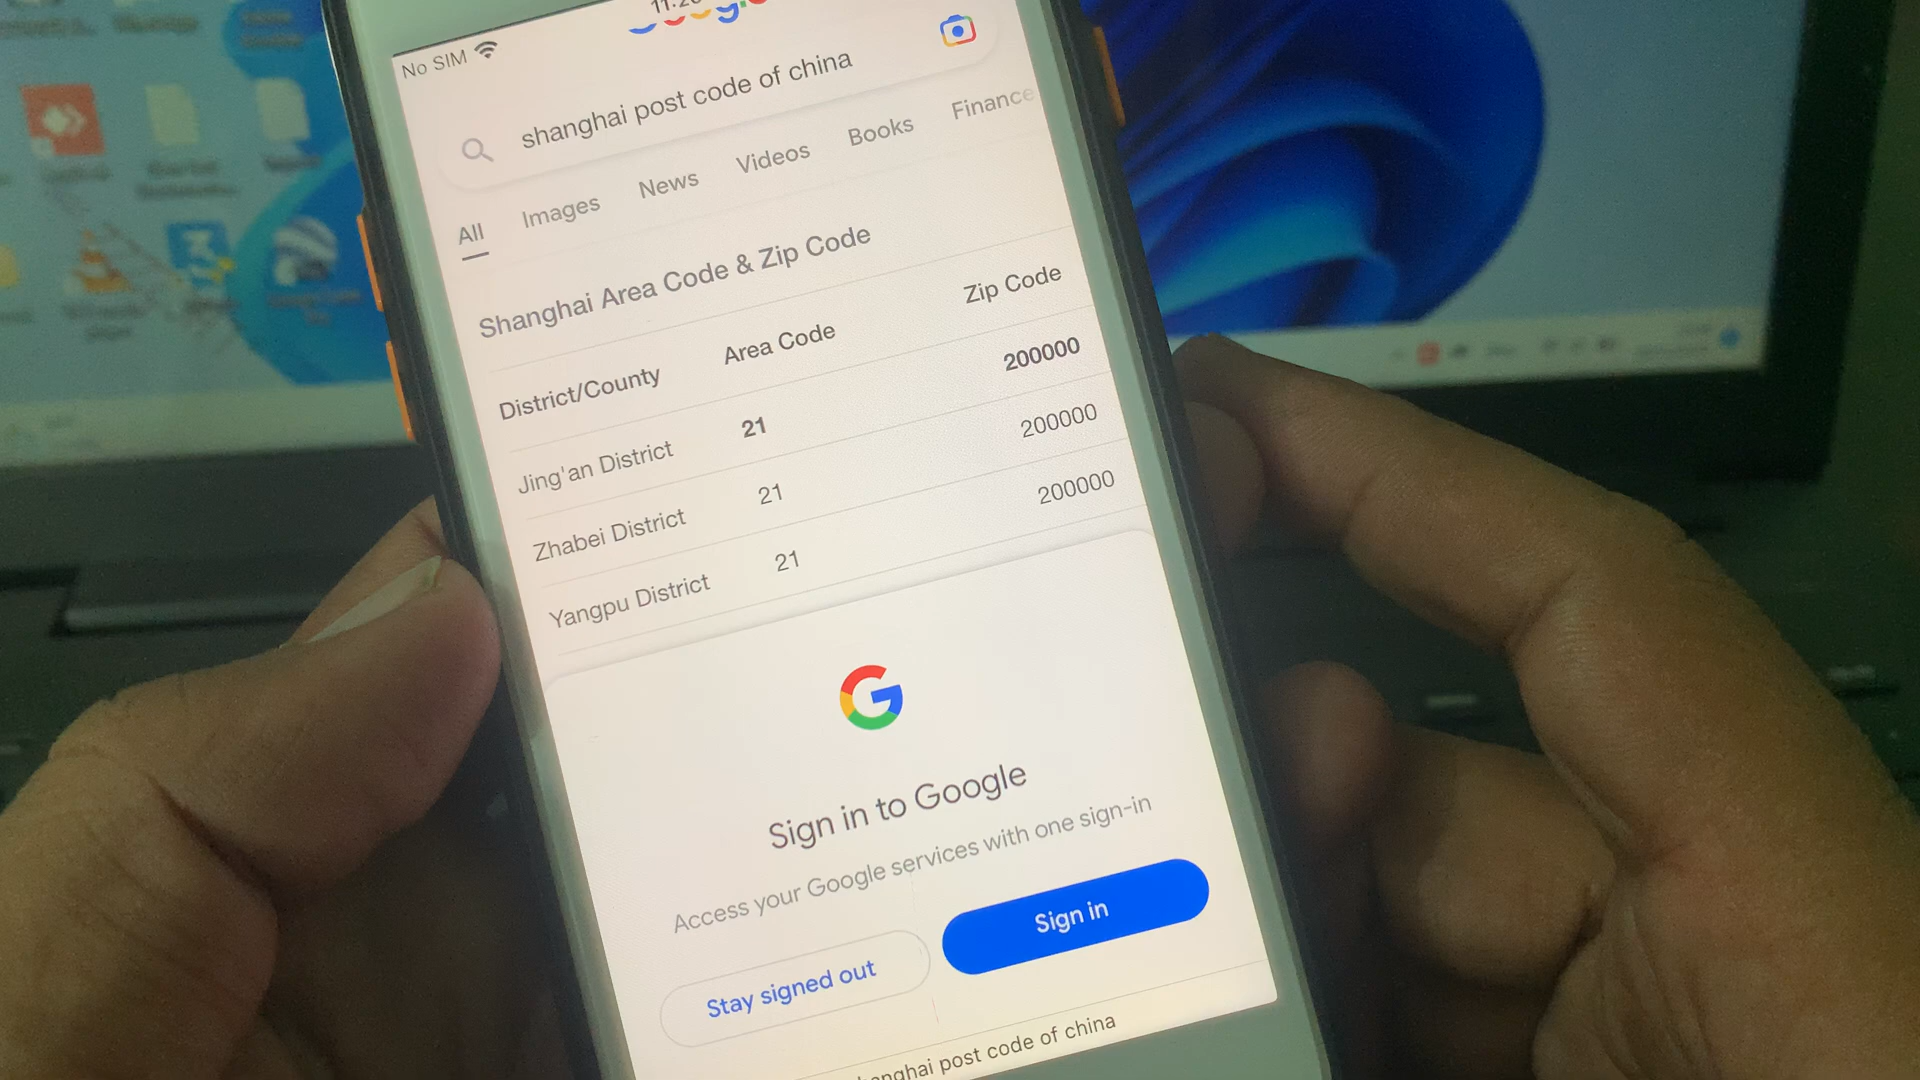 No SIM
Google
shanghai post code of china
All Images News Videos Books Finance
Shanghai Area Code & Zip Code
District/County Area Code Zip Code
Jing'an District 21 200000
Zhabei District 21 200000
Yangpu District 21 200000
G
Sign in to Google
Access your Google services with one sign-in
Stay signed out Sign in
anghai post code of china